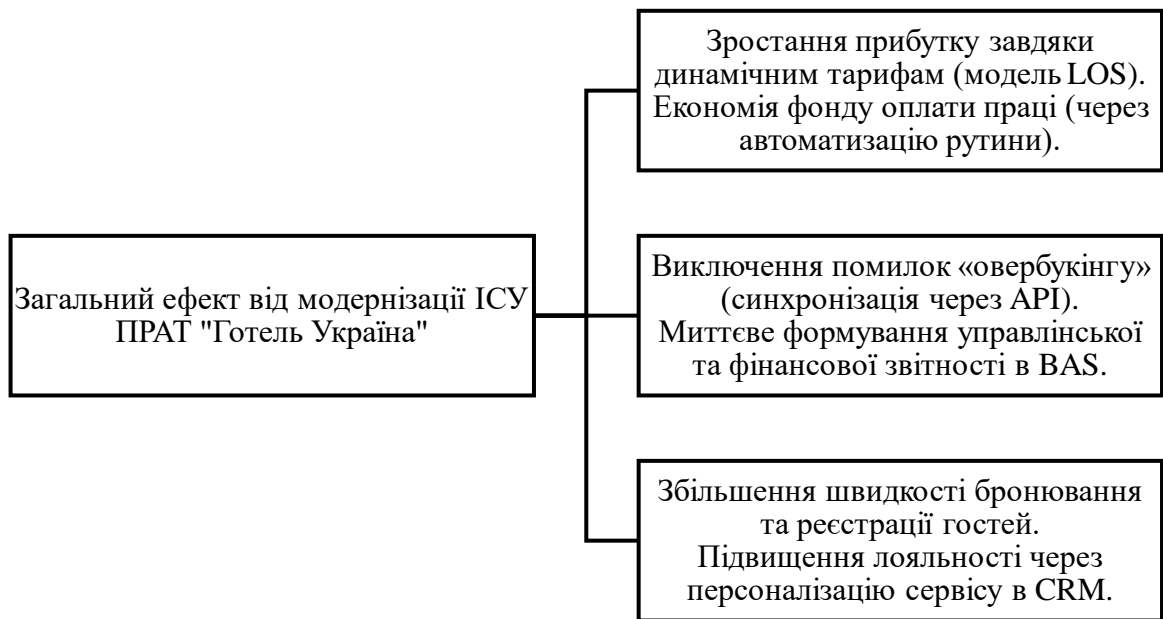 Зростання прибутку завдяки
динамічним тарифам (модель LOS).
Економія фонду оплати праці (через
автоматизацію рутини).
Загальний ефект від модернізації ІСУ
ПРАТ "Готель Україна"
Виключення помилок «овербукінгу»
(синхронізація через API).
Миттєве формування управлінської
та фінансової звітності в BAS.
Збільшення швидкості бронювання
та реєстрації гостей.
Підвищення лояльності через
персоналізацію сервісу в CRM.